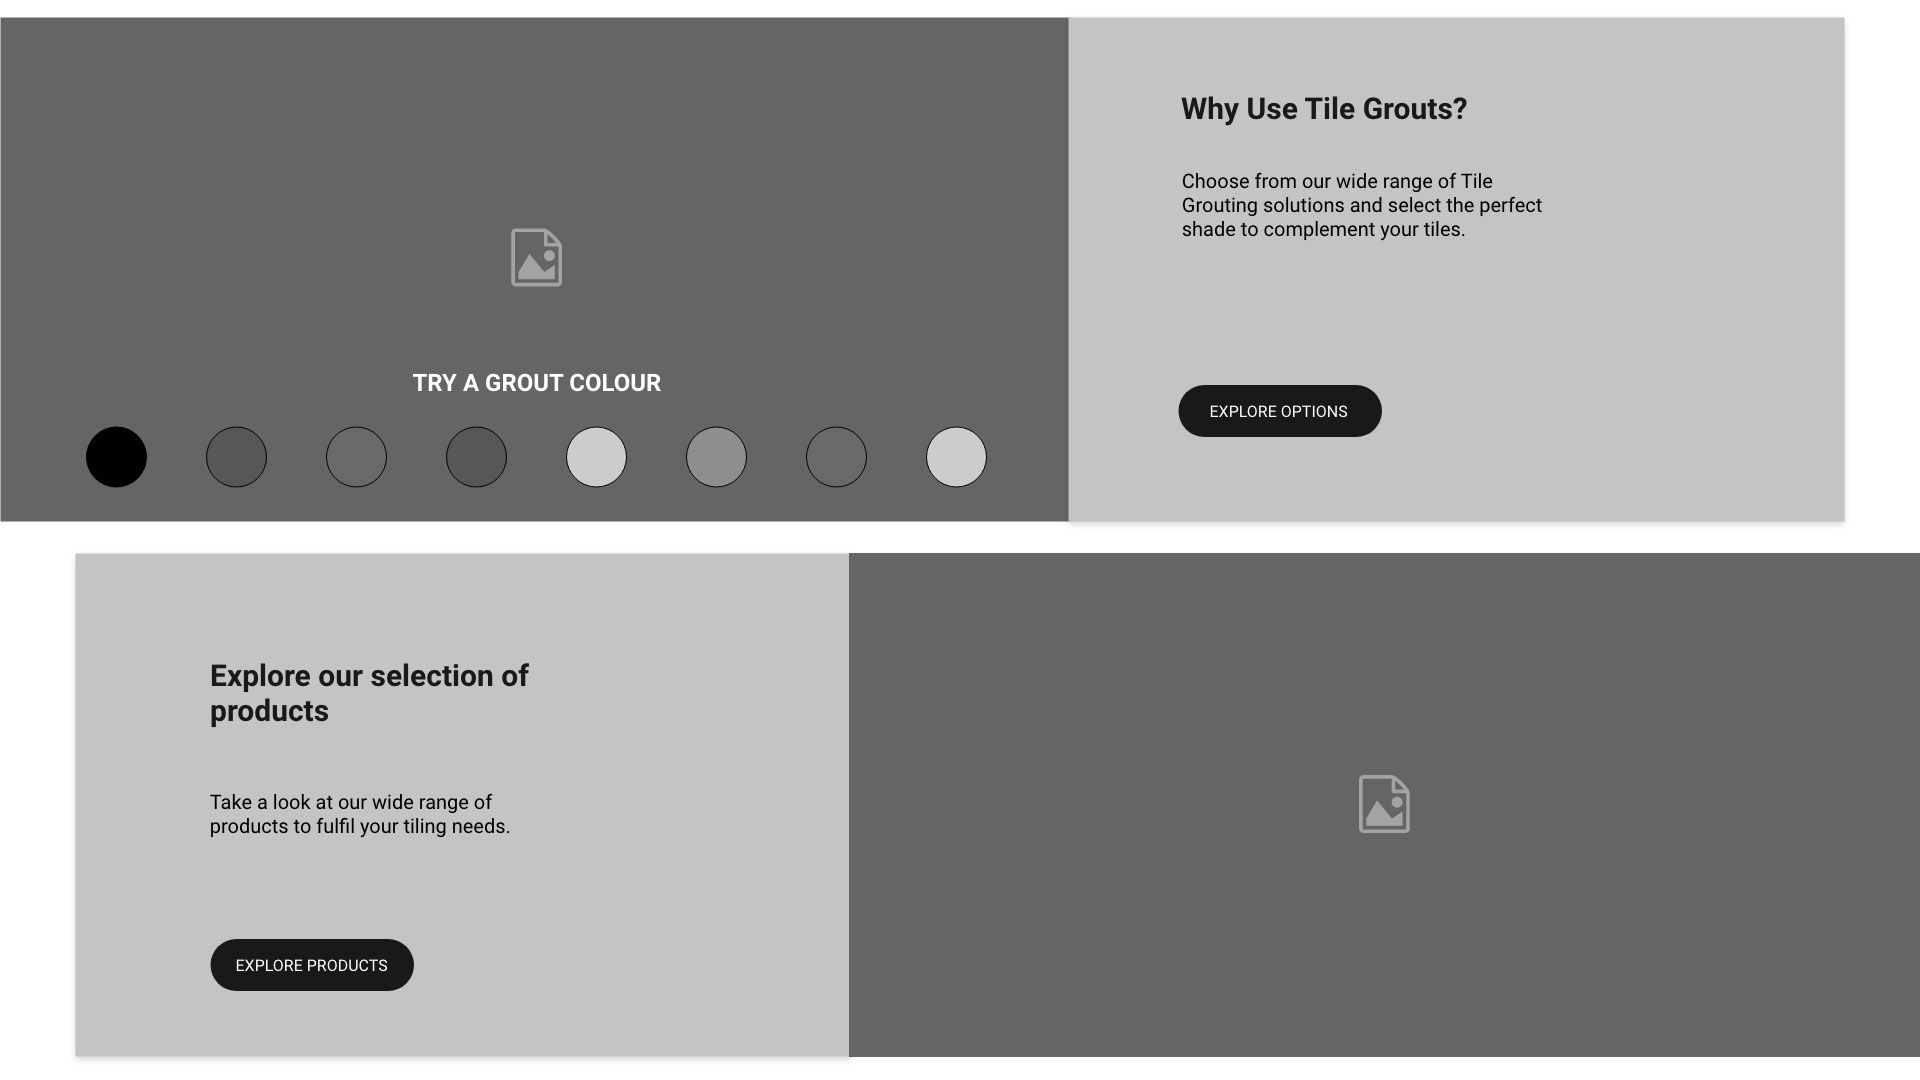 Why Use Tile Grouts?
Choose from our wide range of Tile
Grouting solutions and select the perfect
shade to complement your tiles.
TRY A GROUT COLOUR
EXPLORE OPTIONS
Explore our selection of
products
Take a look at our wide range of
products to fulfil your tiling needs.
EXPLORE PRODUCTS